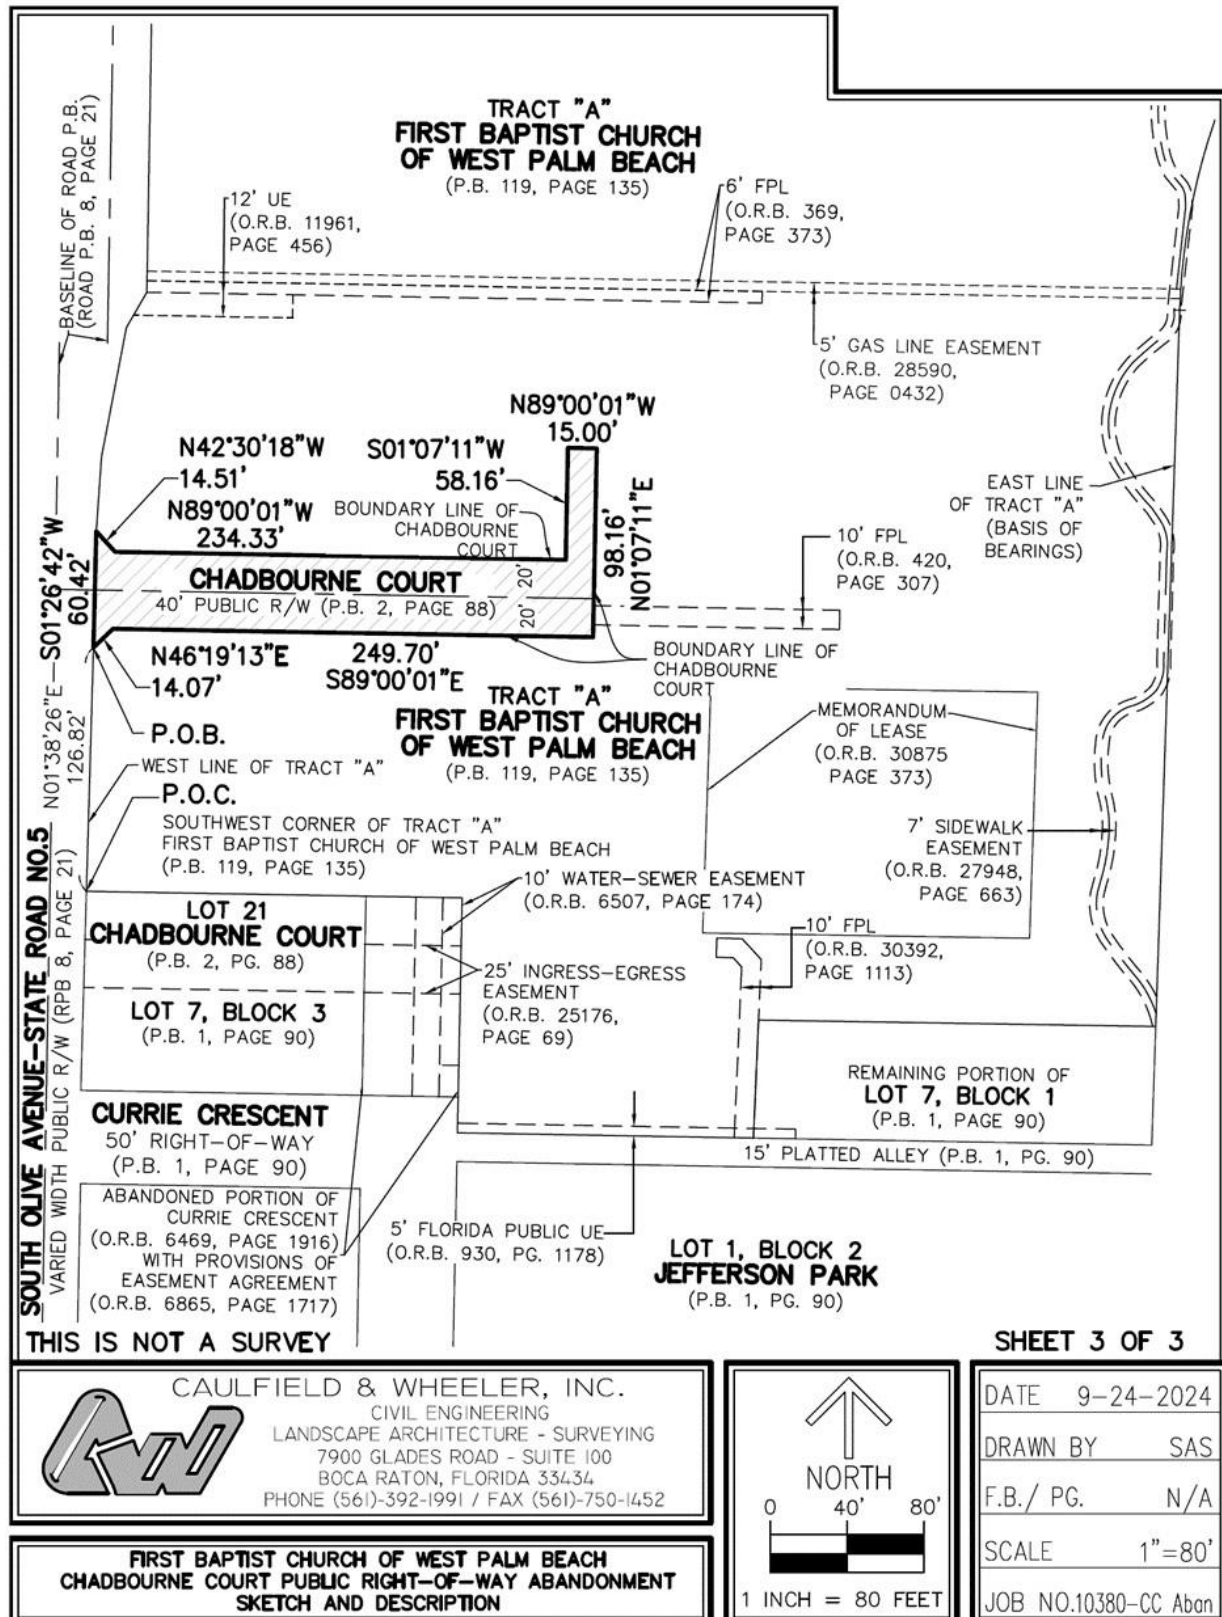 TRACT "A"
FIRST BAPTIST CHURCH
OF WEST PALM BEACH
(P.B. 119, PAGE 135)
BASELINE OF ROAD P.B.
(ROAD P.B. 8, PAGE 21)
12' UE
(O.R.B. 11961,
PAGE 456)
6' FPL
(O.R.B. 369,
PAGE 373)
5' GAS LINE EASEMENT
(O.R.B. 28590,
PAGE 0432)
N89°00'01"W
15.00'
N42°30'18"W
14.51'
S01°07'11"W
58.16'
N89°00'01"W
234.33'
BOUNDARY LINE OF
CHADBOURNE
COURT
98.16'
N01°07'11"E
EAST LINE
OF TRACT "A"
(BASIS OF
BEARINGS)
10' FPL
(O.R.B. 420,
PAGE 307)
S01°26'42"W
60.42'
CHADBOURNE COURT
40' PUBLIC R/W (P.B. 2, PAGE 88)
20'
20'
N46°19'13"E
14.07'
249.70'
S89°00'01"E
BOUNDARY LINE OF
CHADBOURNE
COURT
TRACT "A"
FIRST BAPTIST CHURCH
OF WEST PALM BEACH
(P.B. 119, PAGE 135)
MEMORANDUM
OF LEASE
(O.R.B. 30875
PAGE 373)
P.O.B.
N01°38'26"E
126.82'
WEST LINE OF TRACT "A"
P.O.C.
SOUTHWEST CORNER OF TRACT "A"
FIRST BAPTIST CHURCH OF WEST PALM BEACH
(P.B. 119, PAGE 135)
7' SIDEWALK
EASEMENT
(O.R.B. 27948,
PAGE 663)
10' WATER-SEWER EASEMENT
(O.R.B. 6507, PAGE 174)
LOT 21
CHADBOURNE COURT
(P.B. 2, PG. 88)
10' FPL
(O.R.B. 30392,
PAGE 1113)
25' INGRESS-EGRESS
EASEMENT
(O.R.B. 25176,
PAGE 69)
LOT 7, BLOCK 3
(P.B. 1, PAGE 90)
REMAINING PORTION OF
LOT 7, BLOCK 1
(P.B. 1, PAGE 90)
SOUTH OLIVE AVENUE-STATE ROAD NO.5
VARIED WIDTH PUBLIC R/W (RPB 8, PAGE 21)
CURRIE CRESCENT
50' RIGHT-OF-WAY
(P.B. 1, PAGE 90)
15' PLATTED ALLEY (P.B. 1, PG. 90)
ABANDONED PORTION OF
CURRIE CRESCENT
(O.R.B. 6469, PAGE 1916)
WITH PROVISIONS OF
EASEMENT AGREEMENT
(O.R.B. 6865, PAGE 1717)
5' FLORIDA PUBLIC UE
(O.R.B. 930, PG. 1178)
LOT 1, BLOCK 2
JEFFERSON PARK
(P.B. 1, PG. 90)
THIS IS NOT A SURVEY
SHEET 3 OF 3
CAULFIELD & WHEELER, INC.
CIVIL ENGINEERING
LANDSCAPE ARCHITECTURE - SURVEYING
7900 GLADES ROAD - SUITE 100
BOCA RATON, FLORIDA 33434
PHONE (561)-392-1991 / FAX (561)-750-1452
FIRST BAPTIST CHURCH OF WEST PALM BEACH
CHADBOURNE COURT PUBLIC RIGHT-OF-WAY ABANDONMENT
SKETCH AND DESCRIPTION
NORTH
0 40' 80'
1 INCH = 80 FEET
DATE 9-24-2024
DRAWN BY SAS
F.B./ PG. N/A
SCALE 1"=80'
JOB NO.10380-CC Aban